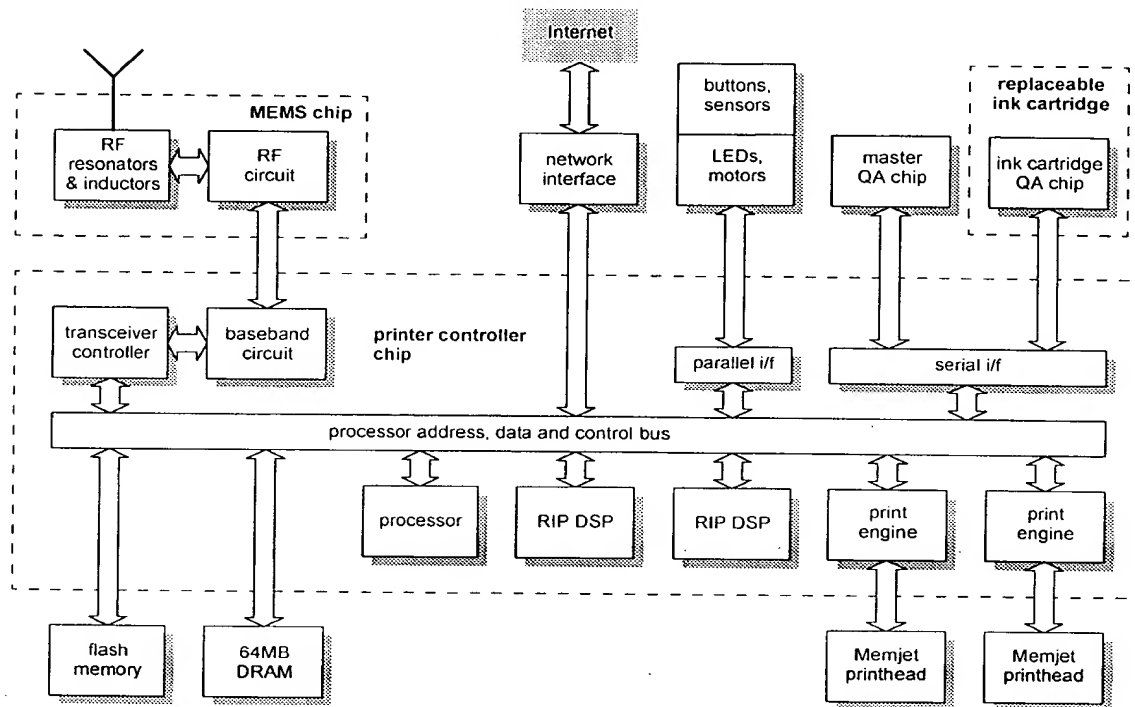 Internet
MEMS chip
RF
resonators
& inductors
RF
circuit
network
interface
buttons,
sensors
LEDs,
motors
master
QA chip
replaceable
ink cartridge
ink cartridge
QA chip
transceiver
controller
baseband
circuit
printer controller
chip
parallel i/f
serial i/f
processor address, data and control bus
processor
RIP DSP
RIP DSP
print
engine
print
engine
flash
memory
64MB
DRAM
Memjet
printhead
Memjet
printhead